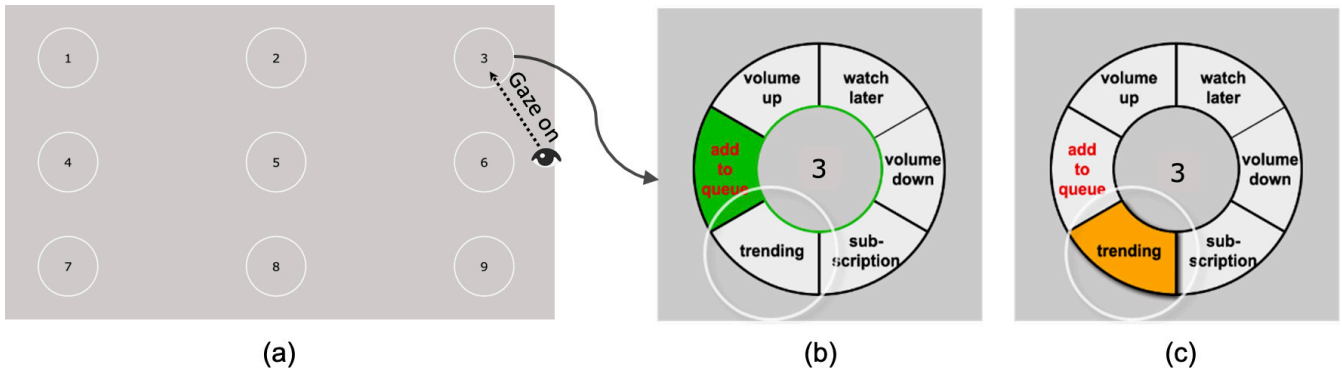 1
2
3
Gaze on
4
5
6
7
8
9
(a)
volume
up
watch
later
add
to
queue
3
volume
down
trending
sub-
scription
(b)
volume
up
watch
later
add
to
queue
3
volume
down
trending
sub-
scription
(c)